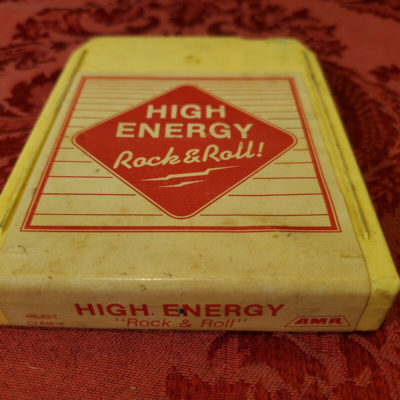 HIGH
ENERGY
Rock & Roll!
HIGH ENERGY
"Rock & Roll"
AMR